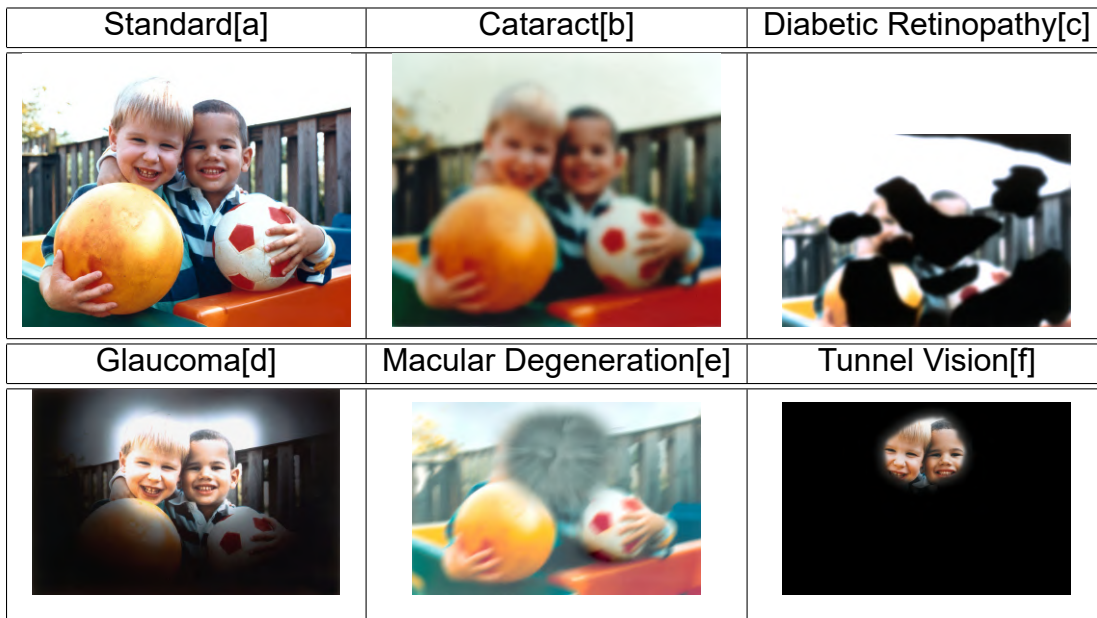 Standard[a]
Cataract[b]
Diabetic Retinopathy[c]
Glaucoma[d]
Macular Degeneration[e]
Tunnel Vision[f]